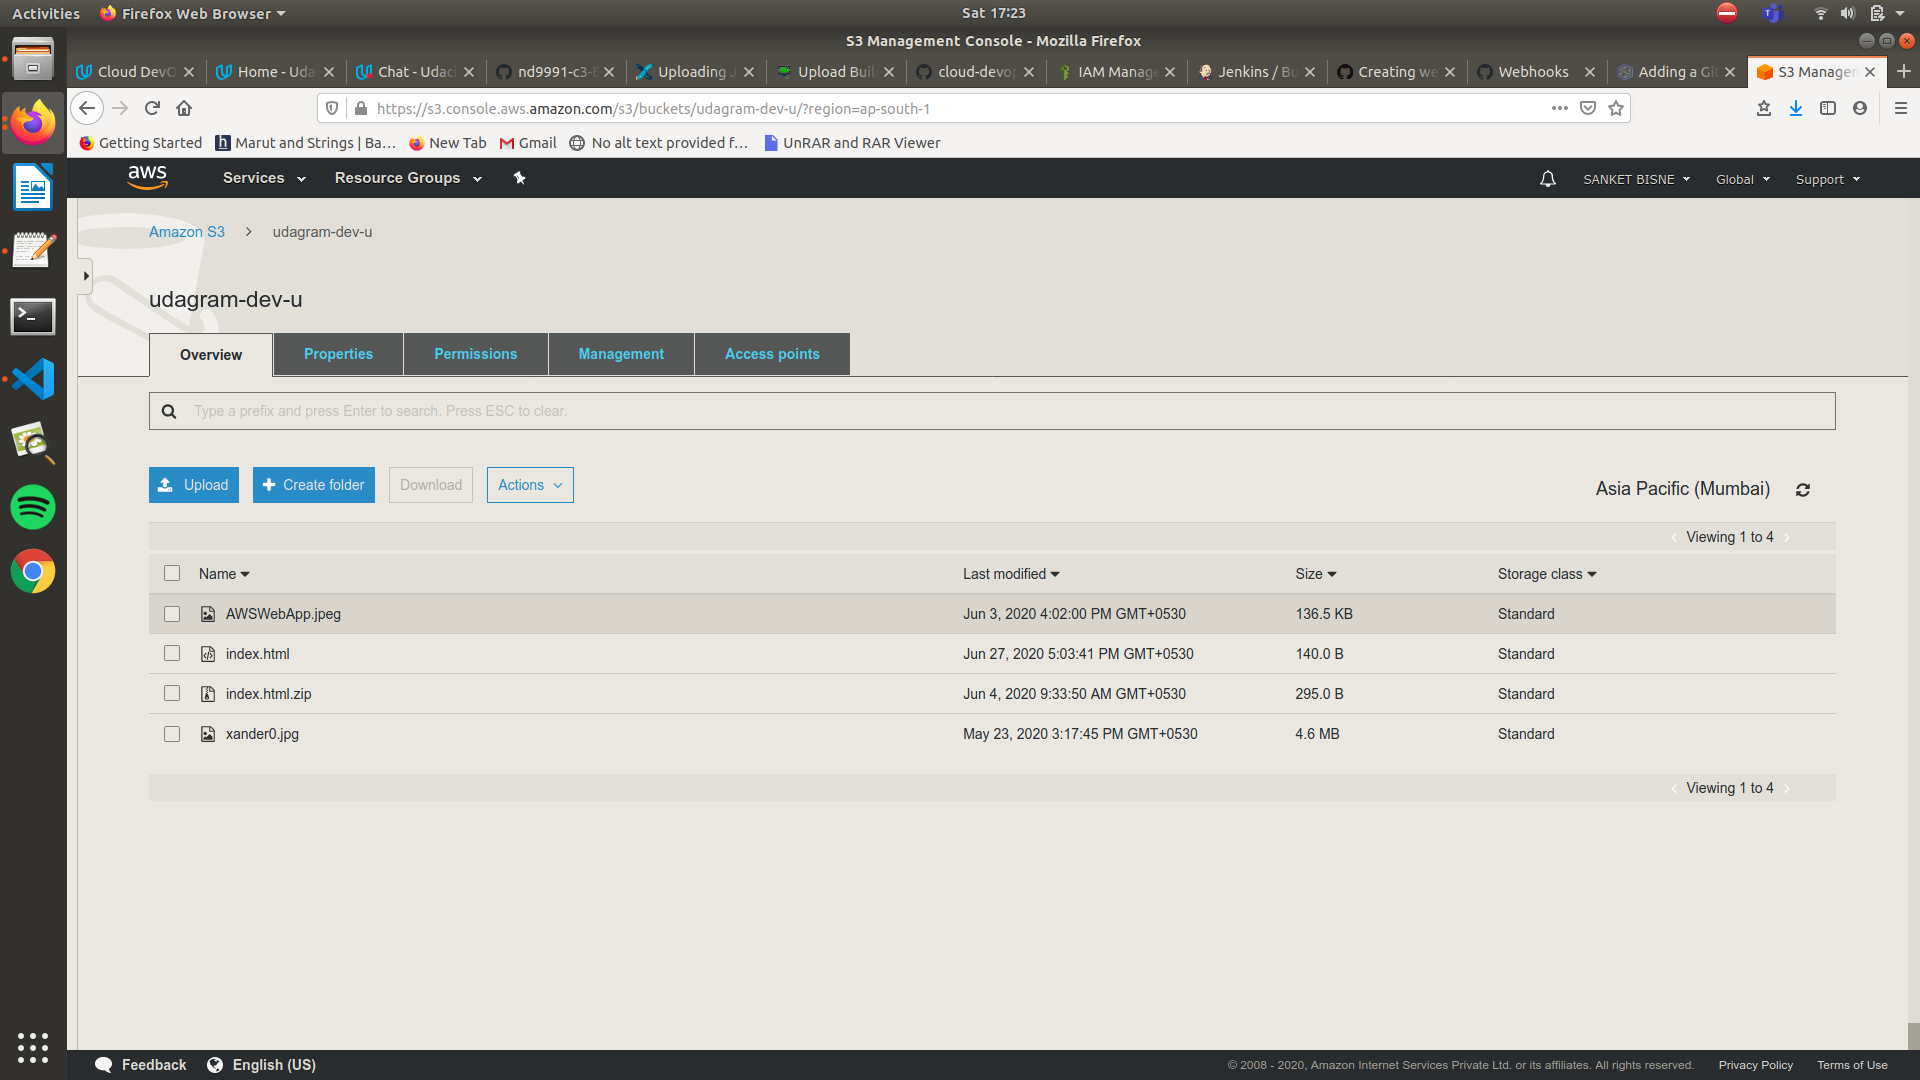 Activities Firefox Web Browser Sat 17:23
S3 Management Console - Mozilla Firefox
Cloud DevO Home - Uda Chat - Udaci nd9991-c3- Uploading Upload Buil cloud-devop IAM Manage Jenkins / Bu Creating we Webhooks Adding a Git S3 Managem
https://s3.console.aws.amazon.com/s3/buckets/udagram-dev-u/?region=ap-south-1
Getting Started Marut and Strings | Ba… New Tab Gmail No alt text provided f… UnRAR and RAR Viewer
aws Services Resource Groups SANKET BISNE Global Support
Amazon S3 > udagram-dev-u
udagram-dev-u
Overview Properties Permissions Management Access points
Type a prefix and press Enter to search. Press ESC to clear.
Upload Create folder Download Actions Asia Pacific (Mumbai)
Viewing 1 to 4
Name Last modified Size Storage class
AWSWebApp.jpeg Jun 3, 2020 4:02:00 PM GMT+0530 136.5 KB Standard
index.html Jun 27, 2020 5:03:41 PM GMT+0530 140.0 B Standard
index.html.zip Jun 4, 2020 9:33:50 AM GMT+0530 295.0 B Standard
xander0.jpg May 23, 2020 3:17:45 PM GMT+0530 4.6 MB Standard
Viewing 1 to 4
Feedback English (US) © 2008 - 2020, Amazon Internet Services Private Ltd. or its affiliates. All rights reserved. Privacy Policy Terms of Use